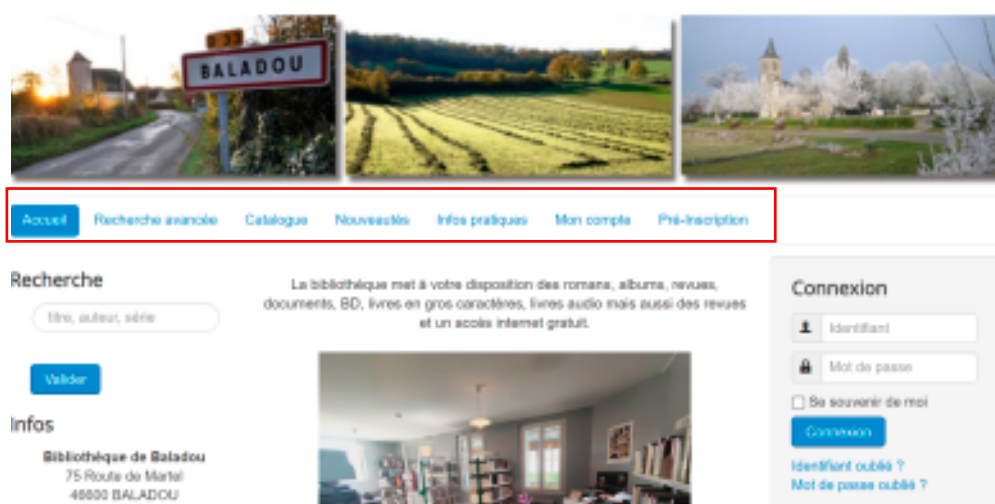 BALADOU
Accueil Recherche avancée Catalogue Nouveautés Infos pratiques Mon compte Pré-Inscription
Recherche
titre, auteur, série
Valider
Infos
Bibliothèque de Baladou
75 Route de Martel
46600 BALADOU
La bibliothèque met à votre disposition des romans, albums, revues,
documents, BD, livres en gros caractères, livres audio mais aussi des revues
et un accès internet gratuit.
Connexion
Identifiant
Mot de passe
Se souvenir de moi
Connexion
Identifiant oublié ?
Mot de passe oublié ?